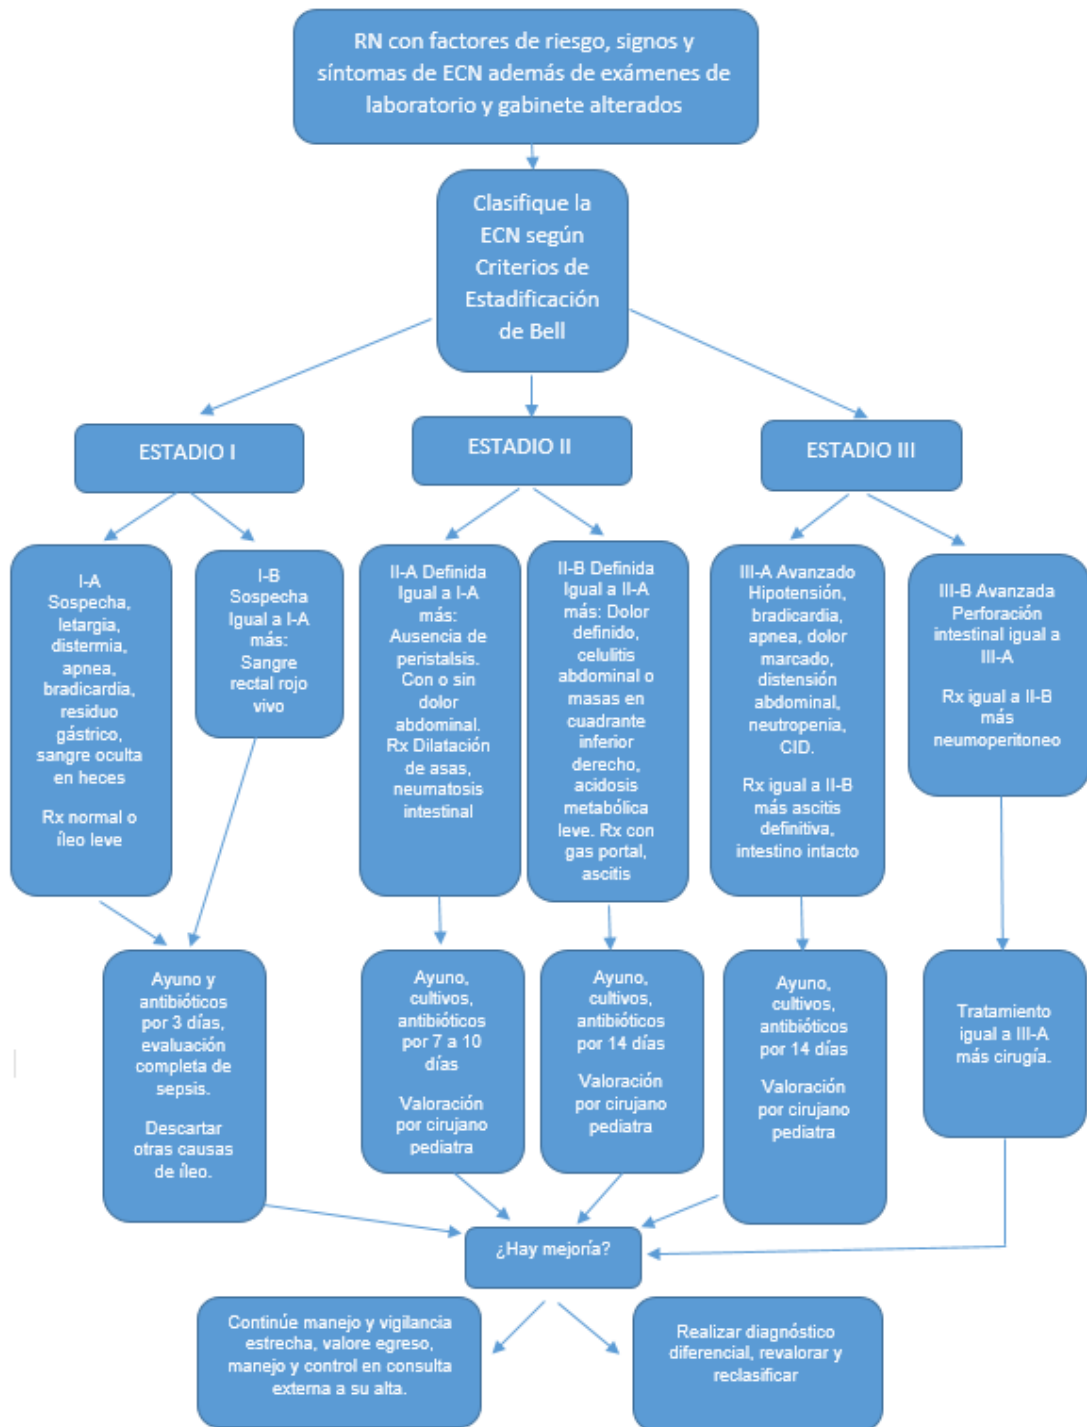 RN con factores de riesgo, signos y
síntomas de ECN además de exámenes de
laboratorio y gabinete alterados
Clasifique la
ECN según
Criterios de
Estadificación
de Bell
ESTADIO I
ESTADIO II
ESTADIO III
I-A
Sospecha,
letargia,
distermia,
apnea,
bradicardia,
residuo
gástrico,
sangre oculta
en heces
Rx normal o
íleo leve
I-B
Sospecha
Igual a I-A
más:
Sangre
rectal rojo
vivo
II-A Definida
Igual a I-A
más:
Ausencia de
peristalsis.
Con o sin
dolor
abdominal.
Rx Dilatación
de asas,
neumatosis
intestinal
II-B Definida
Igual a II-A
más: Dolor
definido,
celulitis
abdominal o
masas en
cuadrante
inferior
derecho,
acidosis
metabólica
leve. Rx con
gas portal,
ascitis
III-A Avanzado
Hipotensión,
bradicardia,
apnea, dolor
marcado,
distensión
abdominal,
neutropenia,
CID.
Rx igual a II-B
más ascitis
definitiva,
intestino intacto
III-B Avanzada
Perforación
intestinal igual a
III-A
Rx igual a II-B
más
neumoperitoneo
Ayuno y
antibióticos
por 3 días,
evaluación
completa de
sepsis.
Descartar
otras causas
de íleo.
Ayuno,
cultivos,
antibióticos
por 7 a 10
días
Valoración
por cirujano
pediatra
Ayuno,
cultivos,
antibióticos
por 14 días
Valoración
por cirujano
pediatra
Ayuno,
cultivos,
antibióticos
por 14 días
Valoración
por cirujano
pediatra
Tratamiento
igual a III-A
más cirugía.
¿Hay mejoría?
Continúe manejo y vigilancia
estrecha, valore egreso,
manejo y control en consulta
externa a su alta.
Realizar diagnóstico
diferencial, revalorar y
reclasificar